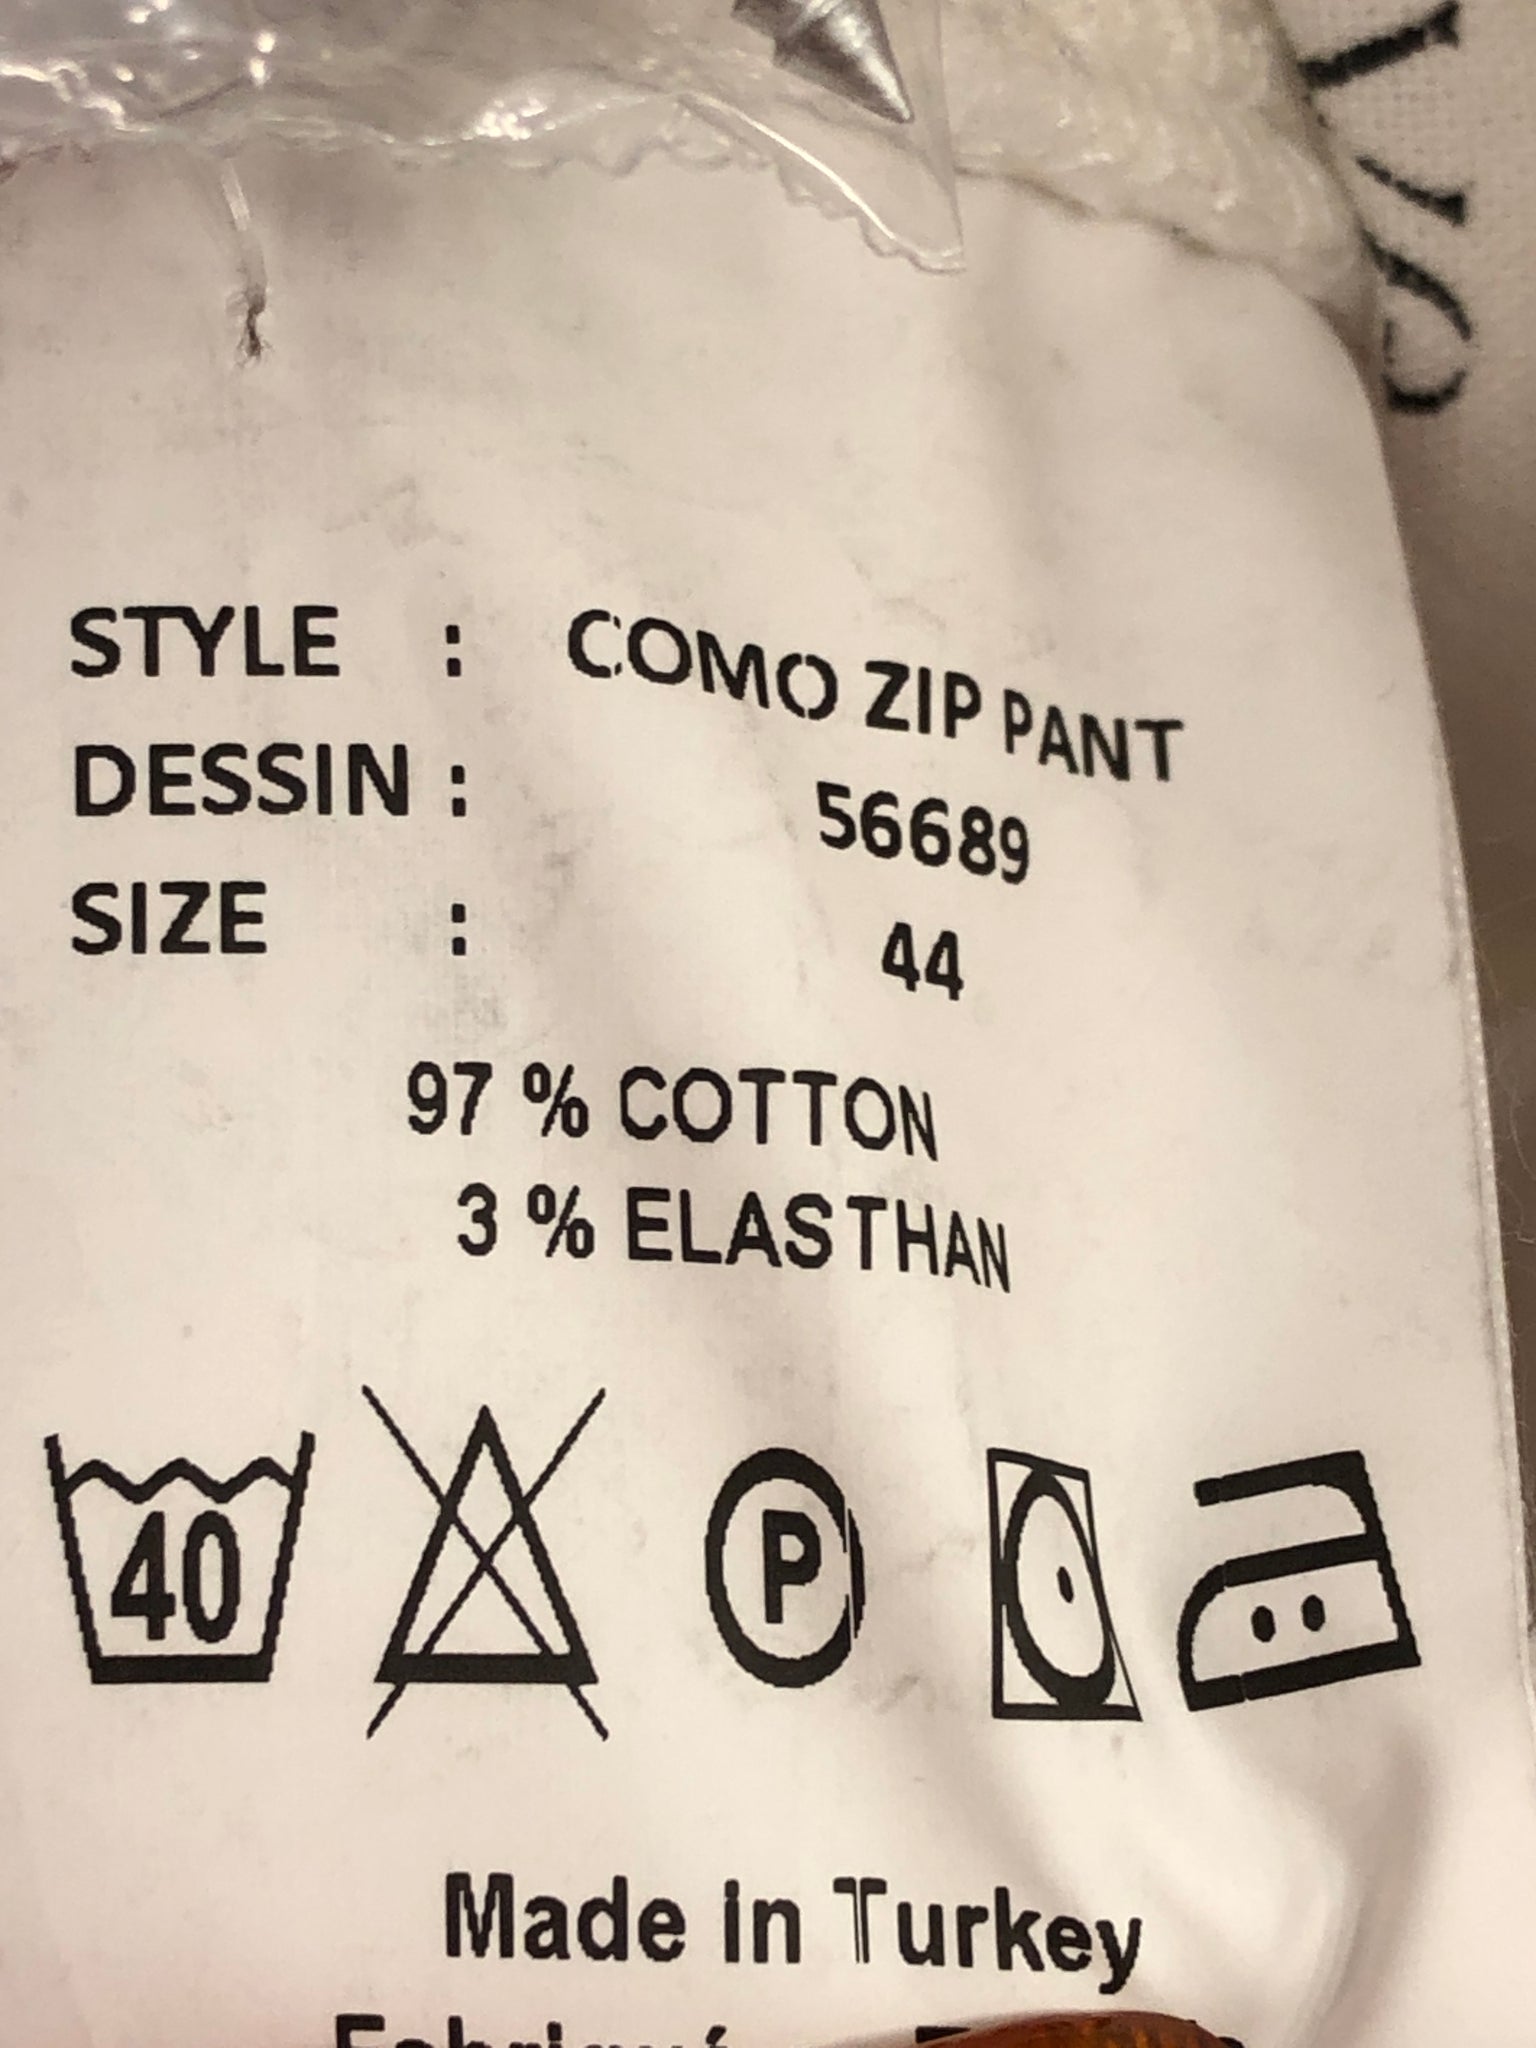 STYLE : COMO ZIP PANT
DESSIN : 56689
SIZE : 44
97 % COTTON
3 % ELASTHAN
40
P
Made in Turkey